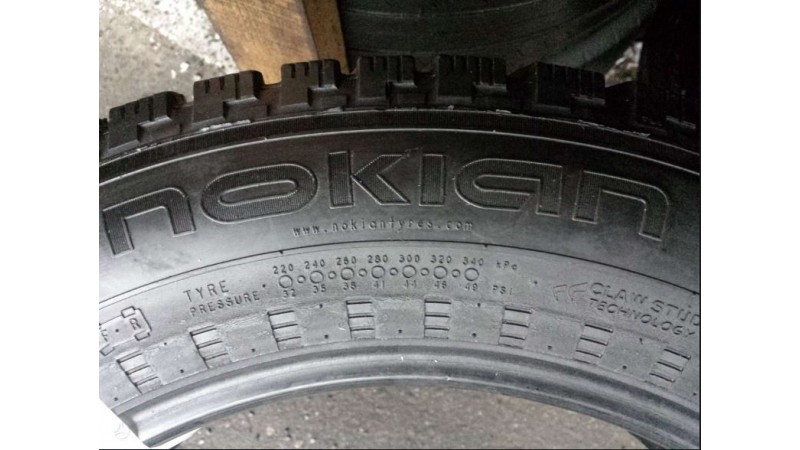 nokian
www.nokiantyres.com
220 240 260 280 300 320 340 kPa
TYRE
PRESSURE
32 35 38 41 44 46 49 PSI
CLAW STUD
TECHNOLOGY
F R